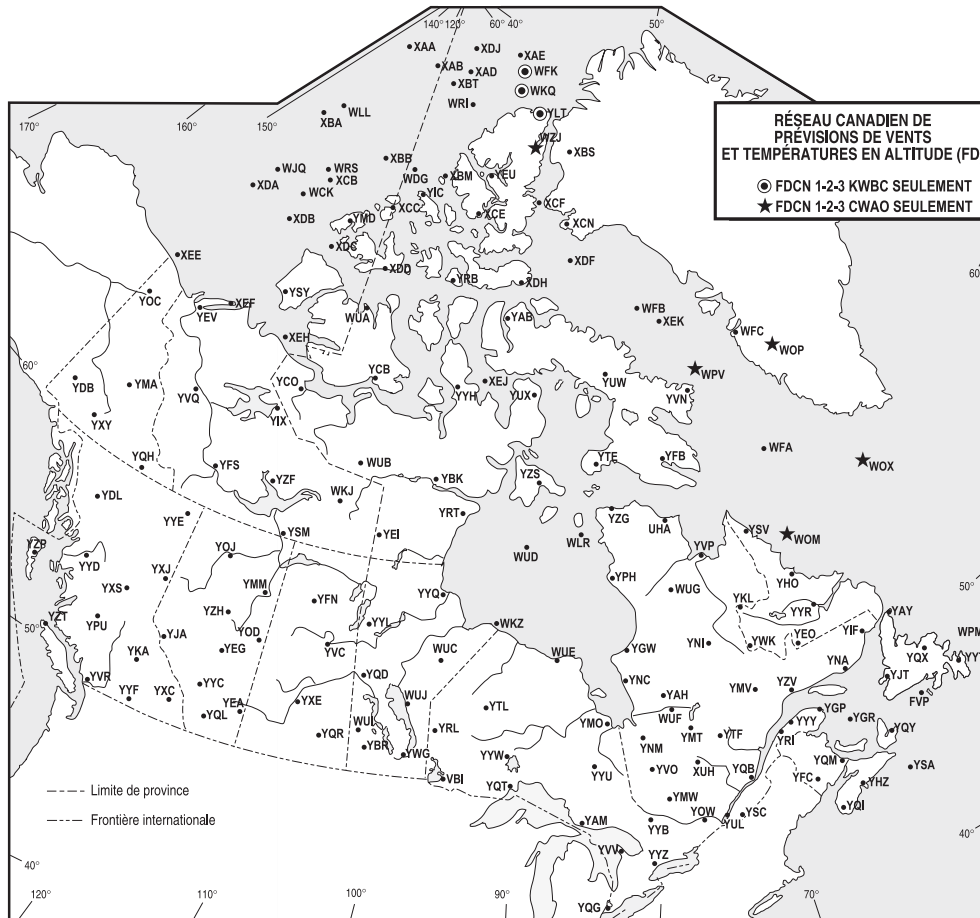 140° 120° 60° 40° 50°
XAA XDJ XAE
XAB XAD WFK
XBT WKQ
WRI YLT
170° 160° 150° WLL
XBA
RÉSEAU CANADIEN DE
PRÉVISIONS DE VENTS
ET TEMPÉRATURES EN ALTITUDE (FD
FDCN 1-2-3 KWBC SEULEMENT
FDCN 1-2-3 CWAO SEULEMENT
WZJ
XBS
XBB
WJQ WRS WDG XBM YEU
XDA XCB
WCK YIC
XCC XCF
XDB YMD XCE XCN
XDC
XEE XDD XDF
60°
YRB XDH
YOC YSY
YEV XEF WUA YAB WFB
XEK
XEH WFC WOP
60°
YDB YMA YVQ YCO YCB YYH XEJ YUX YUW WPV
YVN
YXY YIX
WFA WOX
YQH YFS WUB YTE YFB
YZF YBK YZS
YDL WKJ
YYE YRT YZG UHA
YSM YEI WLR YSV WOM
YZP YYD YOJ WUD YVP
YXJ YPH YHO
YXS YMM YFN YYQ WUG
50°
YZT YPU YZH YKL YYR YAY
50° YJA YOD YYL WKZ YIF
YKA YEG YVC WUC WUE YGW YNI YWK YEO YQX WPM
YYT
YVR YYC YQD YNC YNA YJT
YYF YXC YXE WUJ YAH YMV YZV FVP
YQL YEA YTL WUF YGP YGR
YQR WUL YRL YMO YMT YTF YYY YQY
YBR YNM YRI
YWG YYW YYU YVO XUH YQB YQM YSA
VBI YQT YFC YHZ
Limite de province YMW YQI
Frontière internationale YAM YYB YOW YUL YSC
YVV YYZ
40° 40°
120° 110° 100° 90° 80° 70°
YQG